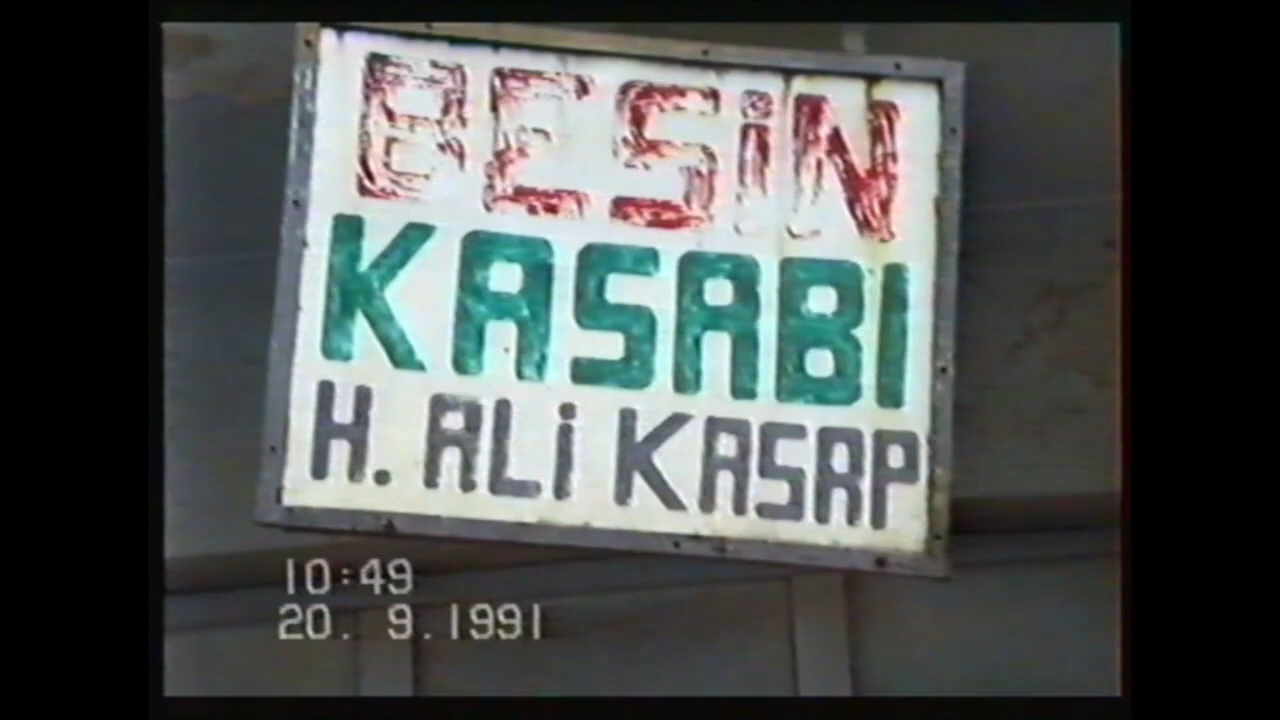 BESİN
KASABI
H. ALİ KASAP
10:49
20. 9.1991